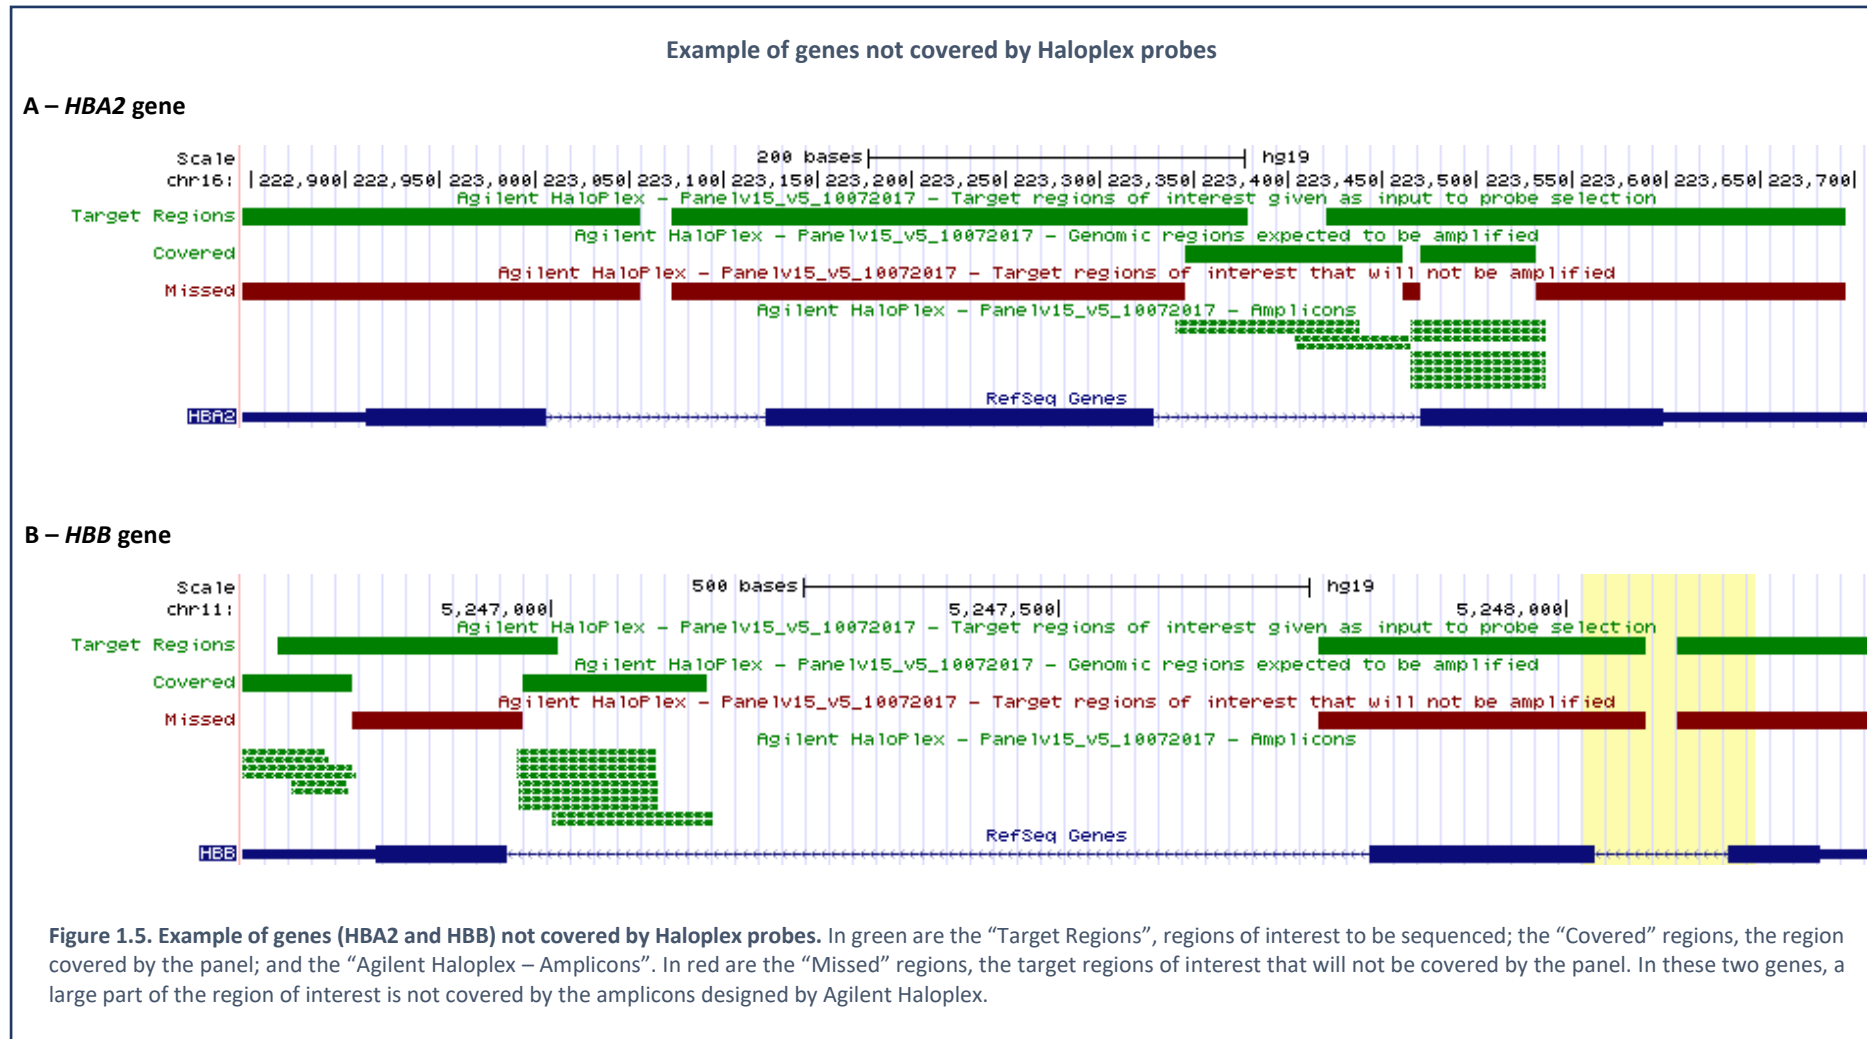 Example of genes not covered by Haloplex probes
A – HBA2 gene
Scale 200 bases hg19
chr16: |222,900|222,950|223,000|223,050|223,100|223,150|223,200|223,250|223,300|223,350|223,400|223,450|223,500|223,550|223,600|223,650|223,700|
Agilent HaloPlex - Panelv15_v5_10072017 - Target regions of interest given as input to probe selection
Target Regions
Agilent HaloPlex - Panelv15_v5_10072017 - Genomic regions expected to be amplified
Covered
Agilent HaloPlex - Panelv15_v5_10072017 - Target regions of interest that will not be amplified
Missed
Agilent HaloPlex - Panelv15_v5_10072017 - Amplicons
RefSeq Genes
HBA2
B – HBB gene
Scale 500 bases hg19
chr11: 5,247,000| 5,247,500| 5,248,000|
Agilent HaloPlex - Panelv15_v5_10072017 - Target regions of interest given as input to probe selection
Target Regions
Agilent HaloPlex - Panelv15_v5_10072017 - Genomic regions expected to be amplified
Covered
Agilent HaloPlex - Panelv15_v5_10072017 - Target regions of interest that will not be amplified
Missed
Agilent HaloPlex - Panelv15_v5_10072017 - Amplicons
RefSeq Genes
HBB
Figure 1.5. Example of genes (HBA2 and HBB) not covered by Haloplex probes. In green are the “Target Regions”, regions of interest to be sequenced; the “Covered” regions, the region
covered by the panel; and the “Agilent Haloplex – Amplicons”. In red are the “Missed” regions, the target regions of interest that will not be covered by the panel. In these two genes, a
large part of the region of interest is not covered by the amplicons designed by Agilent Haloplex.